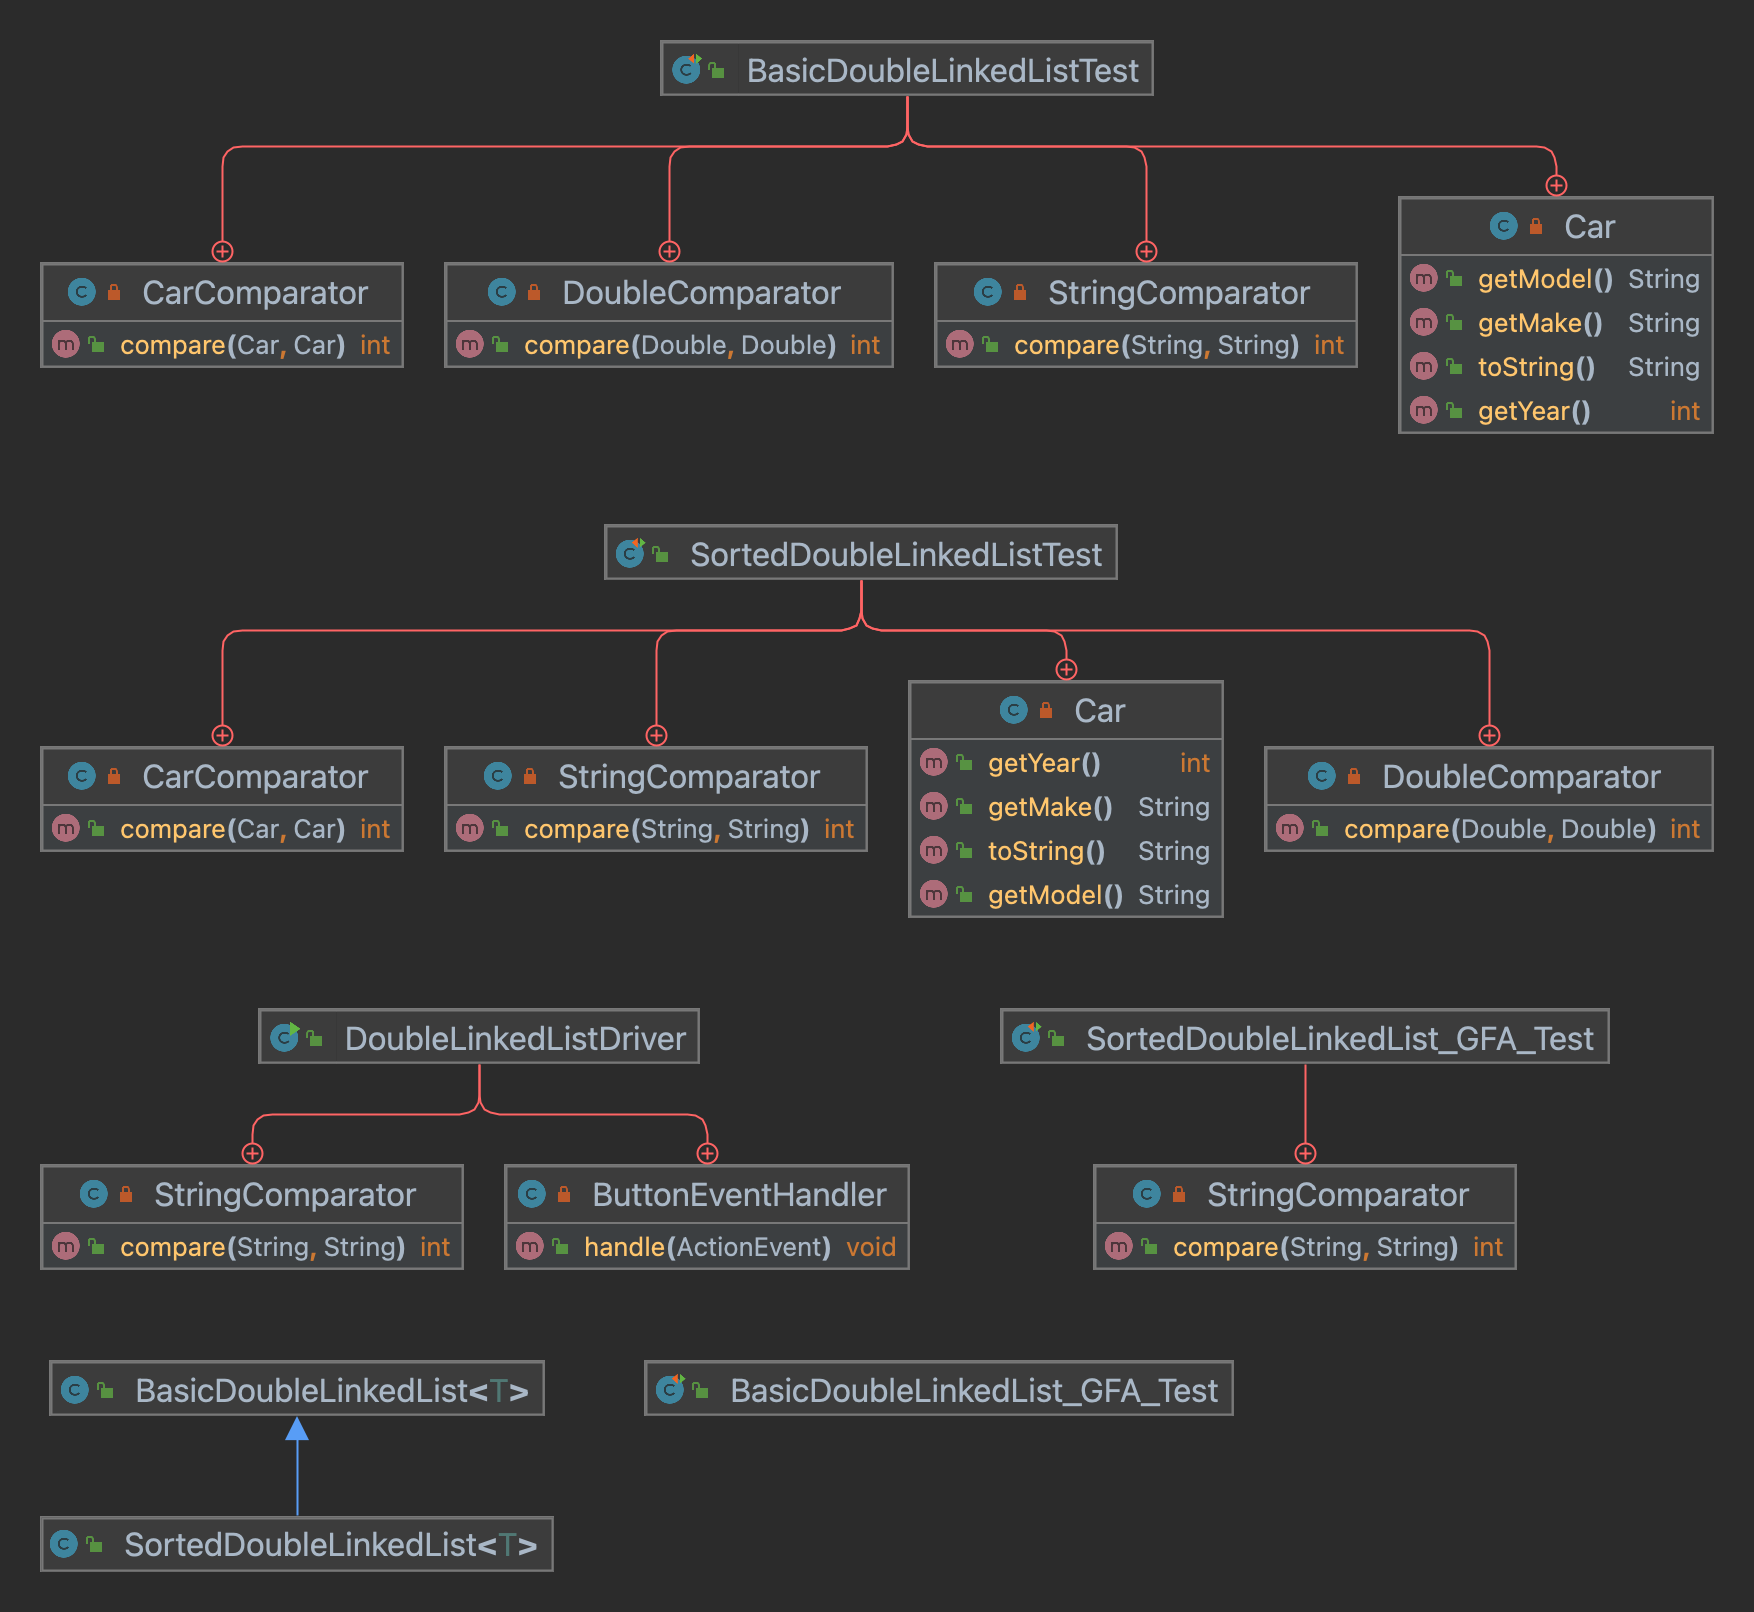 BasicDoubleLinkedListTest
CarComparator
compare(Car, Car) int
DoubleComparator
compare(Double, Double) int
StringComparator
compare(String, String) int
Car
getModel() String
getMake() String
toString() String
getYear() int
SortedDoubleLinkedListTest
CarComparator
compare(Car, Car) int
StringComparator
compare(String, String) int
Car
getYear() int
getMake() String
toString() String
getModel() String
DoubleComparator
compare(Double, Double) int
DoubleLinkedListDriver
StringComparator
compare(String, String) int
ButtonEventHandler
handle(ActionEvent) void
SortedDoubleLinkedList_GFA_Test
StringComparator
compare(String, String) int
BasicDoubleLinkedList<T>
BasicDoubleLinkedList_GFA_Test
SortedDoubleLinkedList<T>